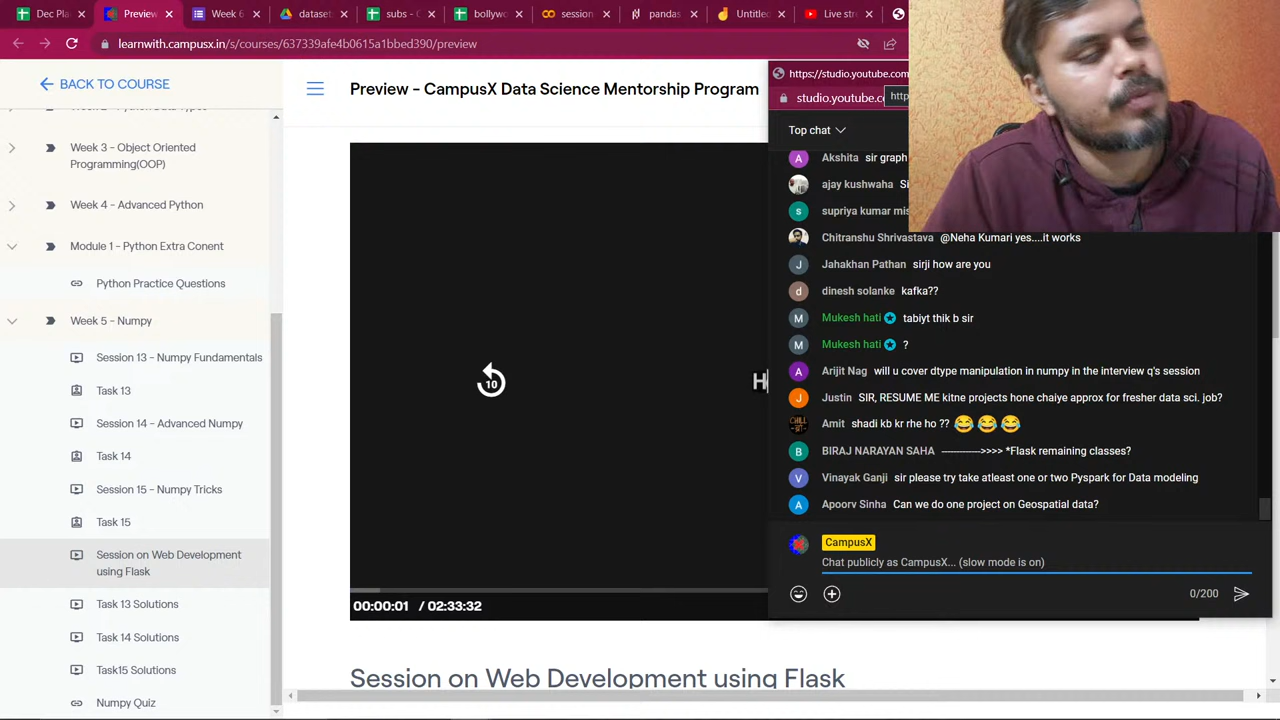 Dec Pla
Preview
Week 6
dataset
subs -
bollywo
session
pandas
Untitled
Live str
learnwith.campusx.in/s/courses/637339afe4b0615a1bbed390/preview
BACK TO COURSE
Week 3 - Object Oriented
Programming(OOP)
Week 4 - Advanced Python
Module 1 - Python Extra Conent
Python Practice Questions
Week 5 - Numpy
Session 13 - Numpy Fundamentals
Task 13
Session 14 - Advanced Numpy
Task 14
Session 15 - Numpy Tricks
Task 15
Session on Web Development
using Flask
Task 13 Solutions
Task 14 Solutions
Task15 Solutions
Numpy Quiz
Preview - CampusX Data Science Mentorship Program
10
H
00:00:01 / 02:33:32
Session on Web Development using Flask
https://studio.youtube.com
studio.youtube.co
http
Top chat
Akshita sir graph
ajay kushwaha Si
supriya kumar mis
Chitranshu Shrivastava @Neha Kumari yes....it works
Jahakhan Pathan sirji how are you
dinesh solanke kafka??
Mukesh hati tabiyt thik b sir
Mukesh hati ?
Arijit Nag will u cover dtype manipulation in numpy in the interview q's session
Justin SIR, RESUME ME kitne projects hone chaiye approx for fresher data sci. job?
Amit shadi kb kr rhe ho ?? 😂😂😂
BIRAJ NARAYAN SAHA ------------->>>> *Flask remaining classes?
Vinayak Ganji sir please try take atleast one or two Pyspark for Data modeling
Apoorv Sinha Can we do one project on Geospatial data?
CampusX
Chat publicly as CampusX... (slow mode is on)
0/200